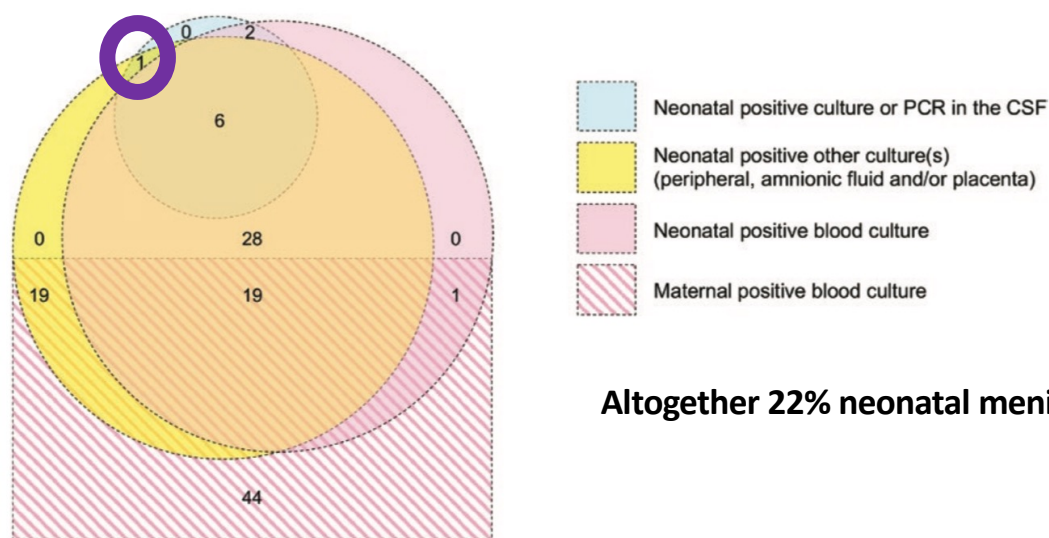 0
2
1
6
0
28
0
19
19
1
44
Neonatal positive culture or PCR in the CSF
Neonatal positive other culture(s)
(peripheral, amnionic fluid and/or placenta)
Neonatal positive blood culture
Maternal positive blood culture
Altogether 22% neonatal meni